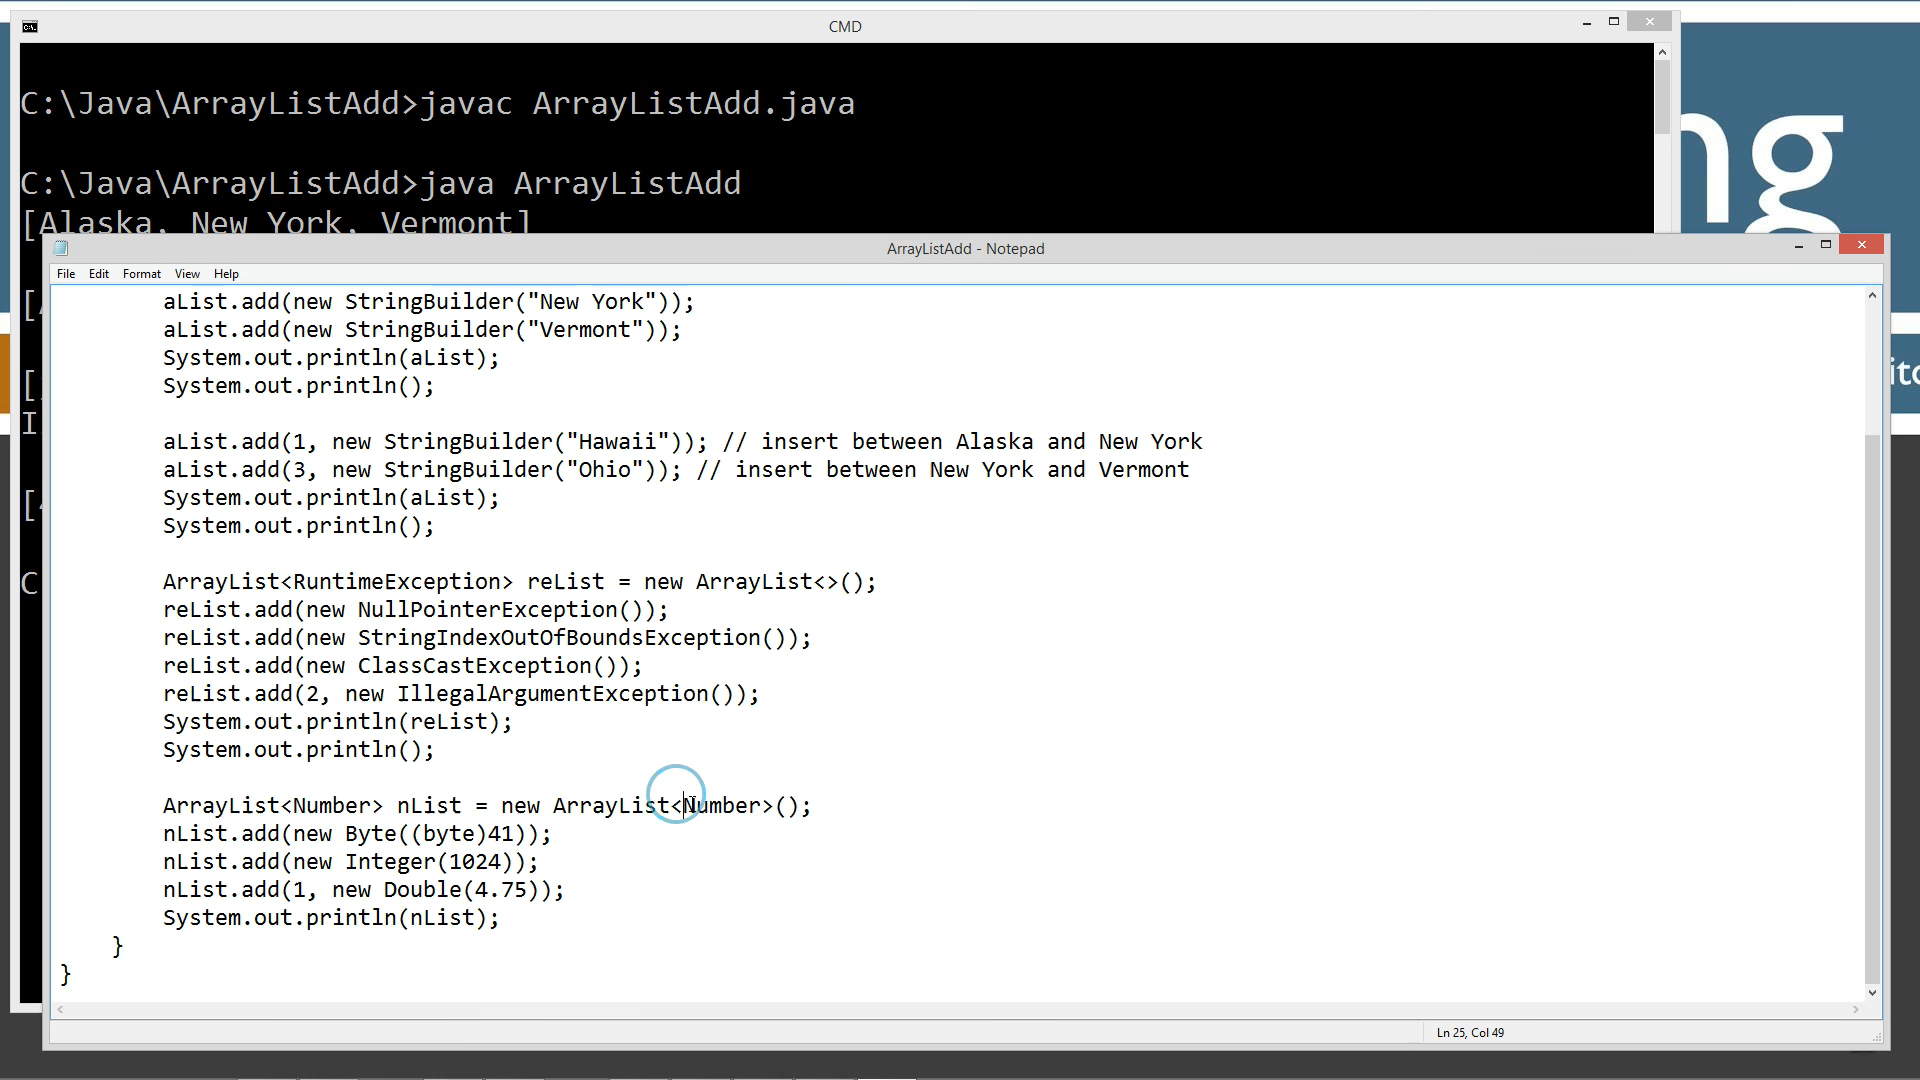 CMD
C:\Java\ArrayListAdd>javac ArrayListAdd.java
C:\Java\ArrayListAdd>java ArrayListAdd
[Alaska, New York, Vermont]
ng
ArrayListAdd - Notepad
File Edit Format View Help
aList.add(new StringBuilder("New York"));
aList.add(new StringBuilder("Vermont"));
System.out.println(aList);
System.out.println();
aList.add(1, new StringBuilder("Hawaii")); // insert between Alaska and New York
aList.add(3, new StringBuilder("Ohio")); // insert between New York and Vermont
System.out.println(aList);
System.out.println();
ArrayList<RuntimeException> reList = new ArrayList<>();
reList.add(new NullPointerException());
reList.add(new StringIndexOutOfBoundsException());
reList.add(new ClassCastException());
reList.add(2, new IllegalArgumentException());
System.out.println(reList);
System.out.println();
ArrayList<Number> nList = new ArrayList<Number>();
nList.add(new Byte((byte)41));
nList.add(new Integer(1024));
nList.add(1, new Double(4.75));
System.out.println(nList);
}
}
Ln 25, Col 49